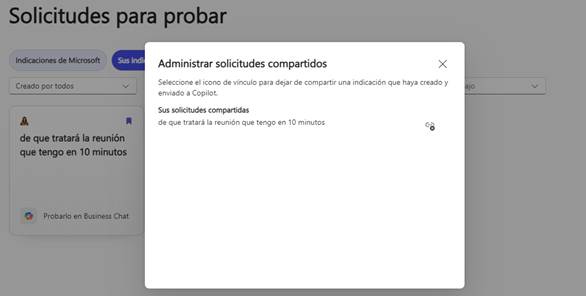 Solicitudes para probar
Indicaciones de Microsoft
Sus indi
Creado por todos
bajo
de que tratará la reunión
que tengo en 10 minutos
Probarlo en Business Chat
Administrar solicitudes compartidos
Seleccione el icono de vínculo para dejar de compartir una indicación que haya creado y
enviado a Copilot.
Sus solicitudes compartidas
de que tratará la reunión que tengo en 10 minutos